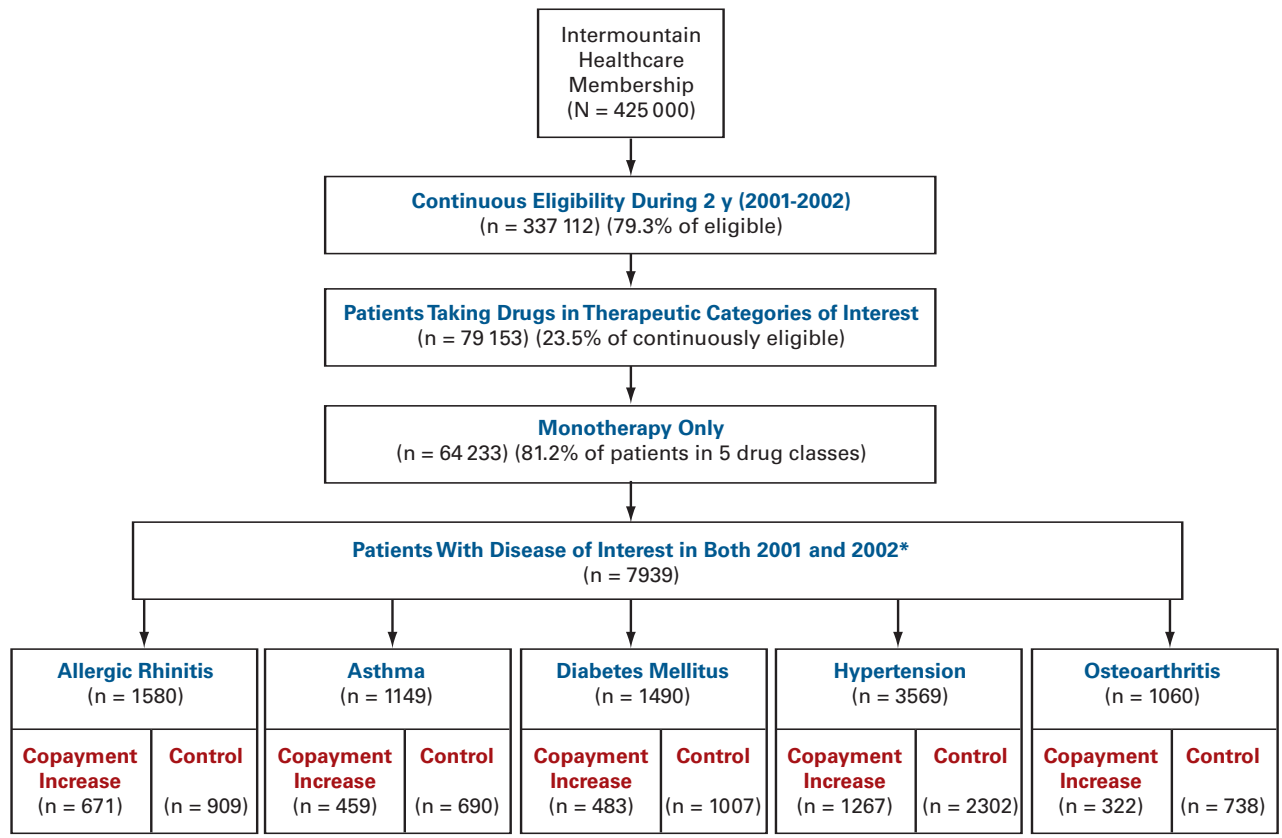 Intermountain
Healthcare
Membership
(N = 425 000)
Continuous Eligibility During 2 y (2001-2002)
(n = 337 112) (79.3% of eligible)
Patients Taking Drugs in Therapeutic Categories of Interest
(n = 79 153) (23.5% of continuously eligible)
Monotherapy Only
(n = 64 233) (81.2% of patients in 5 drug classes)
Patients With Disease of Interest in Both 2001 and 2002*
(n = 7939)
Allergic Rhinitis
(n = 1580)
Copayment
Increase
(n = 671)
Control
(n = 909)
Asthma
(n = 1149)
Copayment
Increase
(n = 459)
Control
(n = 690)
Diabetes Mellitus
(n = 1490)
Copayment
Increase
(n = 483)
Control
(n = 1007)
Hypertension
(n = 3569)
Copayment
Increase
(n = 1267)
Control
(n = 2302)
Osteoarthritis
(n = 1060)
Copayment
Increase
(n = 322)
Control
(n = 738)